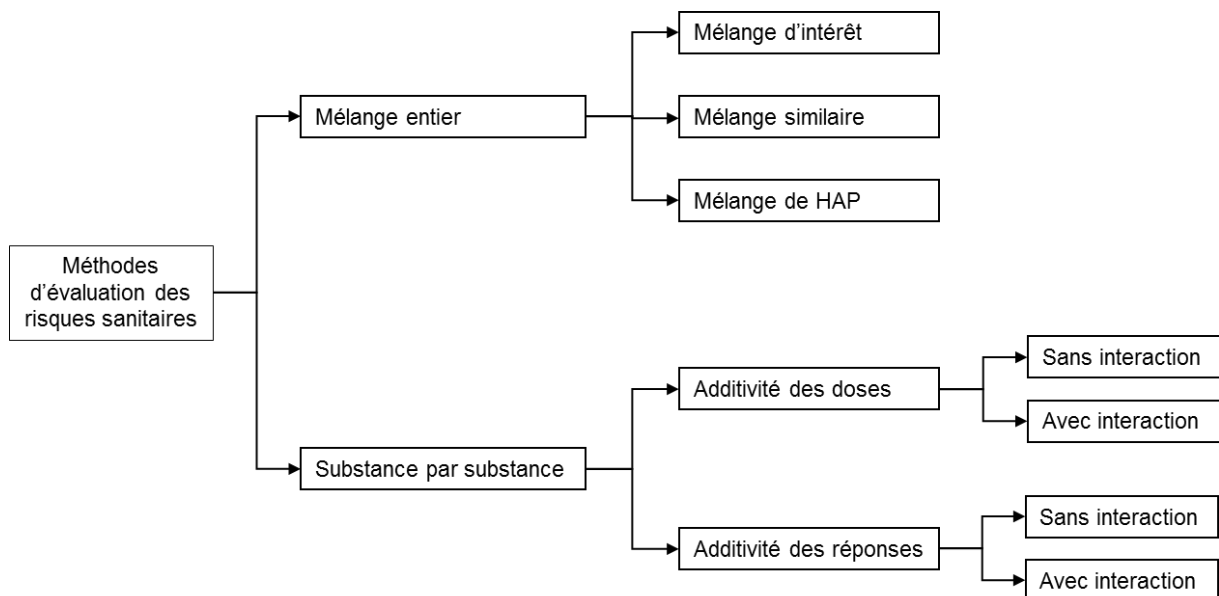 Mélange d'intérêt
Mélange entier
Mélange similaire
Mélange de HAP
Méthodes
d'évaluation des
risques sanitaires
Sans interaction
Additivité des doses
Avec interaction
Substance par substance
Sans interaction
Additivité des réponses
Avec interaction